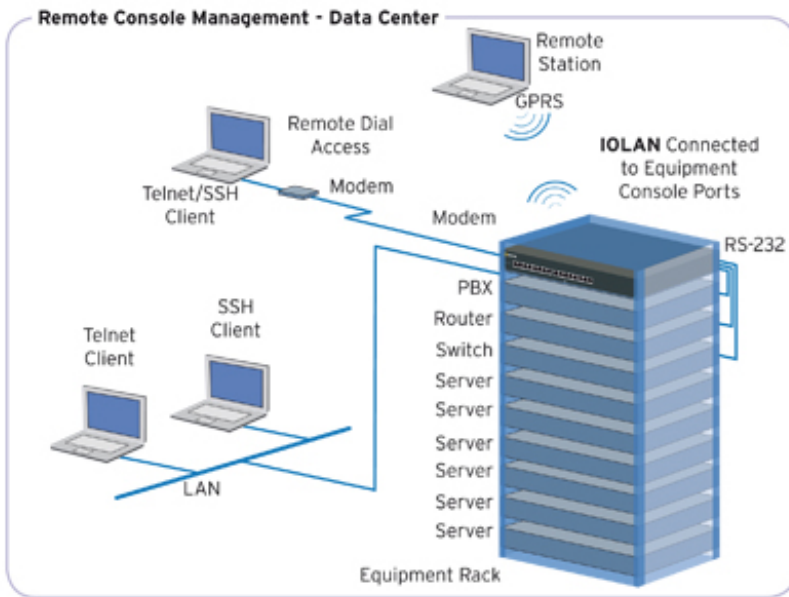 Remote Console Management - Data Center
Remote
Station
GPRS
Remote Dial
Access
IOLAN Connected
to Equipment
Console Ports
Telnet/SSH
Client
Modem
Modem
RS-232
PBX
Router
Switch
Server
Server
Server
Server
Server
Server
Telnet
Client
SSH
Client
LAN
Equipment Rack